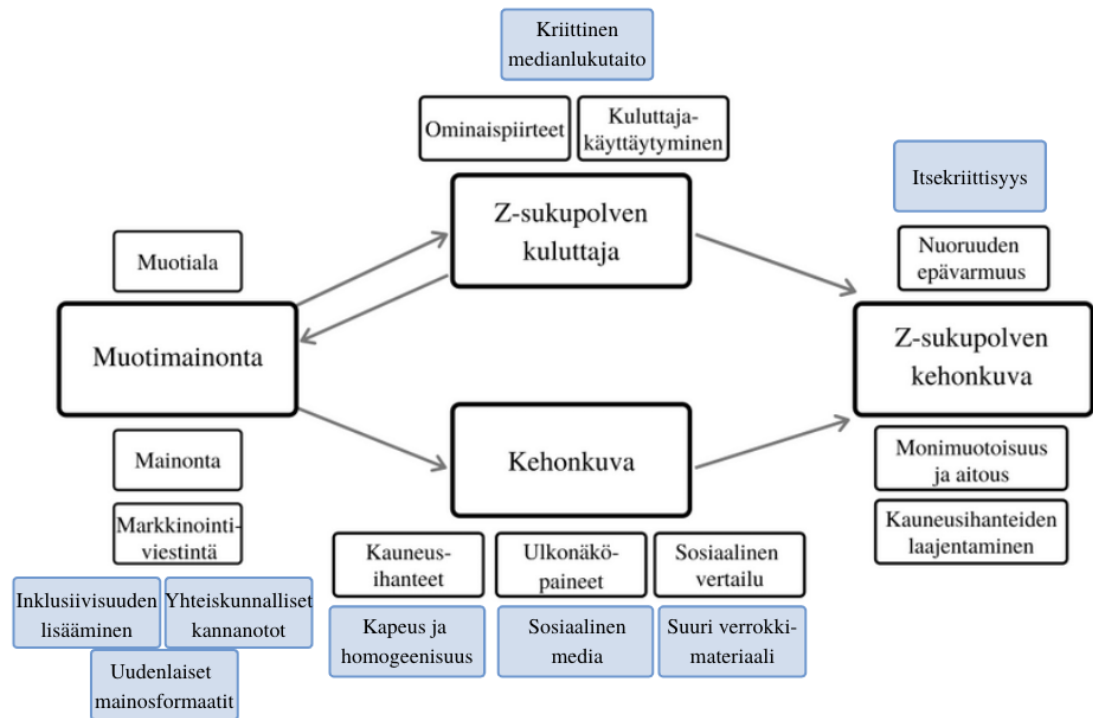 Kriittinen
medianlukutaito
Ominaispiirteet
Kuluttaja-
käyttäytyminen
Z-sukupolven
kuluttaja
Itsekriittisyys
Nuoruuden
epävarmuus
Z-sukupolven
kehonkuva
Monimuotoisuus
ja aitous
Kauneusihanteiden
laajentaminen
Muotiala
Muotimainonta
Mainonta
Markkinointi-
viestintä
Inklusiivisuuden
lisääminen
Yhteiskunnalliset
kannanotot
Uudenlaiset
mainosformaatit
Kehonkuva
Kauneus-
ihanteet
Ulkonäkö-
paineet
Sosiaalinen
vertailu
Kapeus ja
homogeenisuus
Sosiaalinen
media
Suuri verrokki-
materiaali